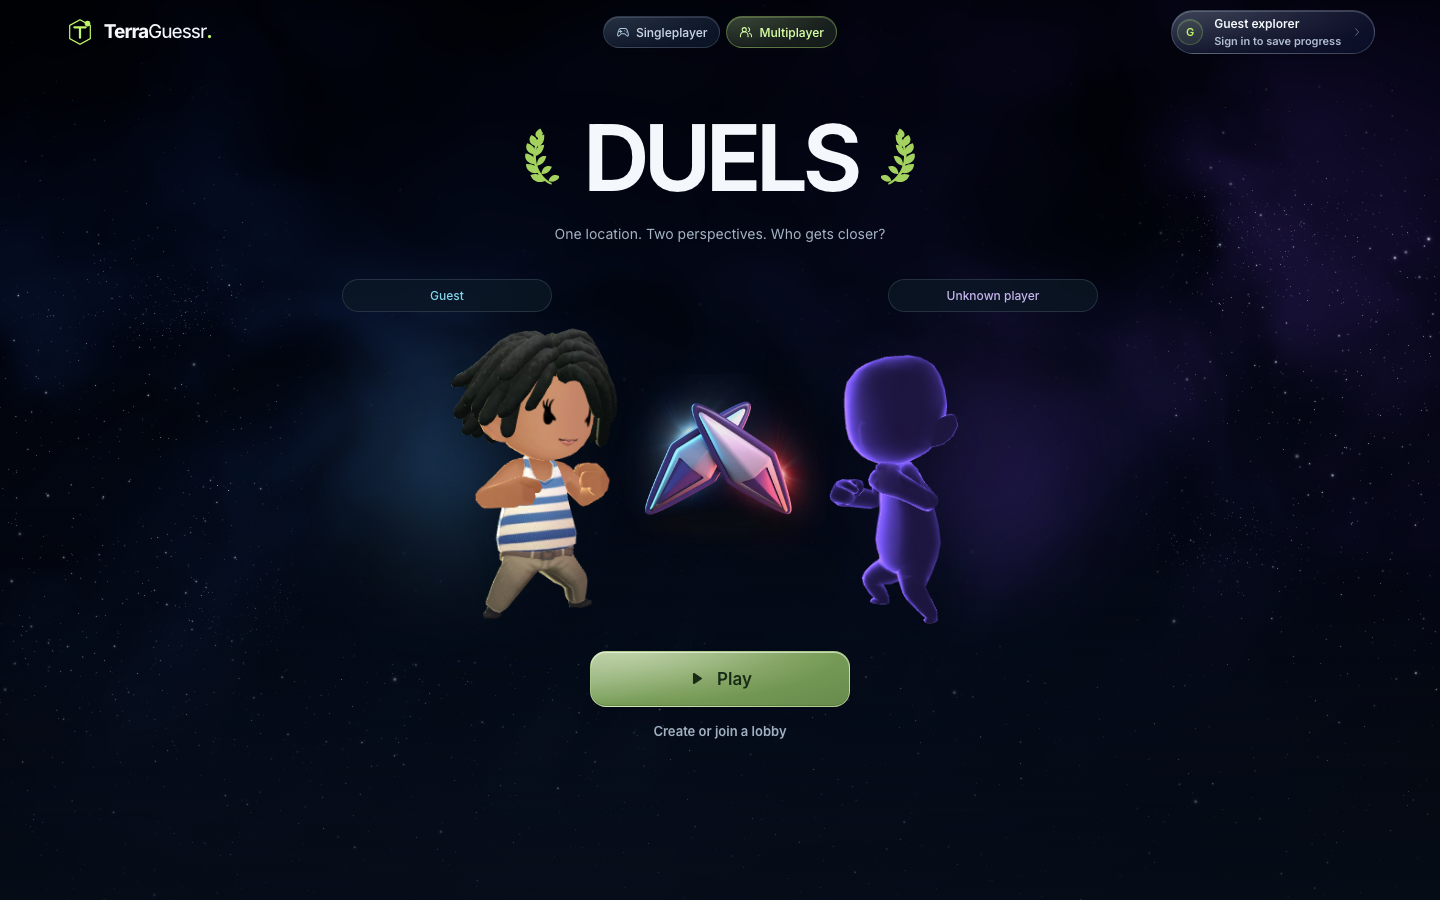 TerraGuessr.
Singleplayer
Multiplayer
G
Guest explorer
Sign in to save progress
DUELS
One location. Two perspectives. Who gets closer?
Guest
Unknown player
Play
Create or join a lobby